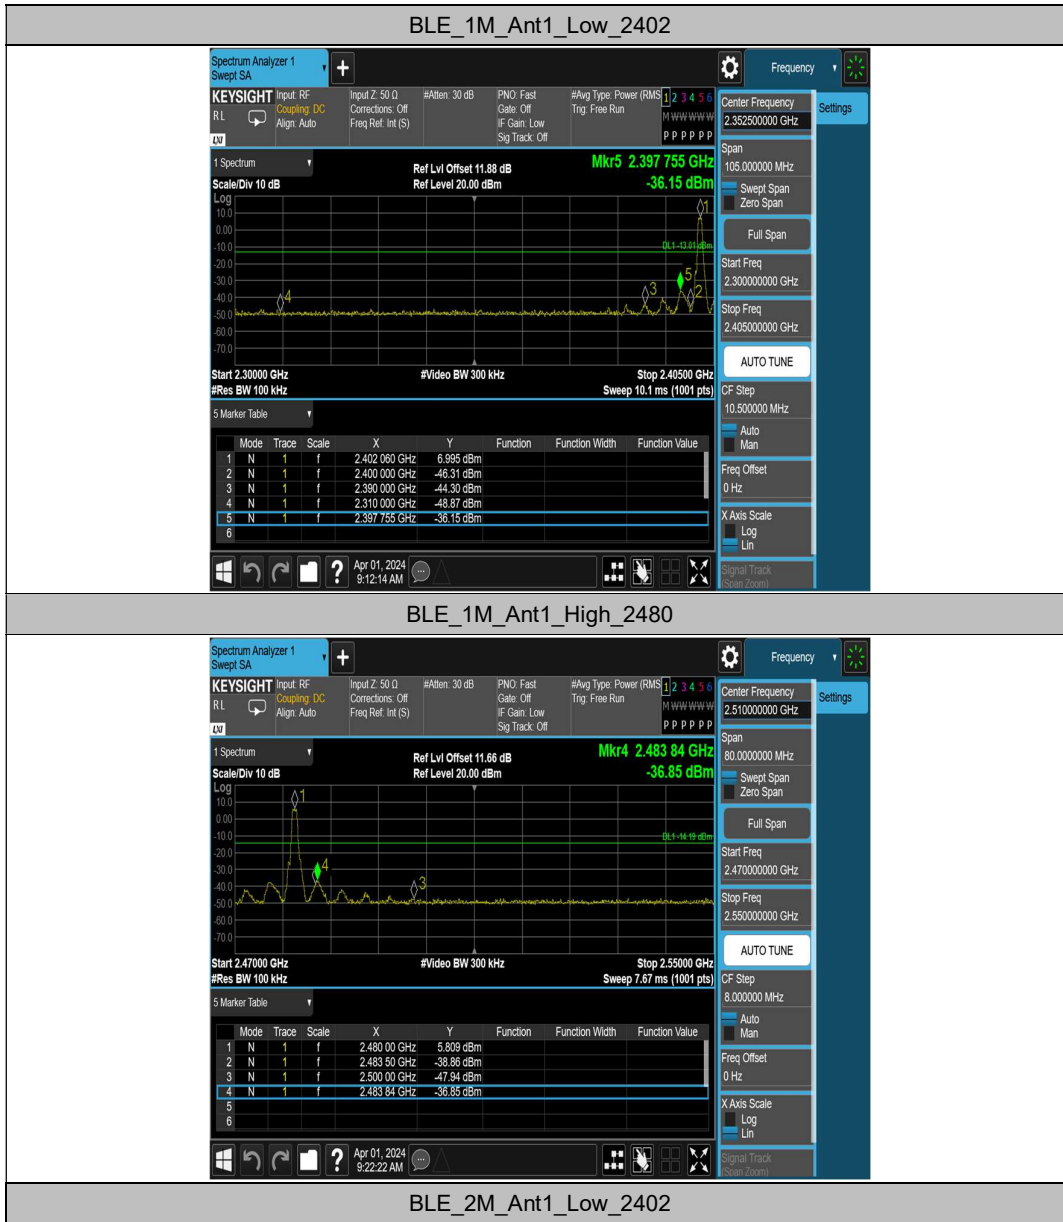 BLE_1M_Ant1_Low_2402
Spectrum Analyzer 1
Swept SA
Frequency
KEYSIGHT Input: RF Input Z: 50 Ω #Atten: 30 dB PNO: Fast #Avg Type: Power (RMS 1 2 3 4 5 6
RL Coupling: DC Corrections: Off Gate: Off Trig: Free Run M W W W W W
Align: Auto Freq Ref: Int (S) IF Gain: Low
LXI Sig Track: Off P P P P P P
Center Frequency
2.352500000 GHz
Settings
Span
105.000000 MHz
Swept Span
Zero Span
Full Span
Start Freq
2.300000000 GHz
Stop Freq
2.405000000 GHz
AUTO TUNE
CF Step
10.500000 MHz
Auto
Man
Freq Offset
0 Hz
X Axis Scale
Log
Lin
Signal Track
(Span Zoom)
1 Spectrum
Ref Lvl Offset 11.88 dB
Mkr5 2.397 755 GHz
Scale/Div 10 dB
Ref Level 20.00 dBm
-36.15 dBm
Log
10.0
0.00
-10.0
-20.0
-30.0
-40.0
-50.0
-60.0
-70.0
1
DL1 -13.01 dBm
5
3
2
4
Start 2.30000 GHz #Video BW 300 kHz Stop 2.40500 GHz
#Res BW 100 kHz Sweep 10.1 ms (1001 pts)
5 Marker Table
Mode Trace Scale X Y Function Function Width Function Value
1 N 1 f 2.402 060 GHz 6.995 dBm
2 N 1 f 2.400 000 GHz -46.31 dBm
3 N 1 f 2.390 000 GHz -44.30 dBm
4 N 1 f 2.310 000 GHz -48.87 dBm
5 N 1 f 2.397 755 GHz -36.15 dBm
6
? Apr 01, 2024
9:12:14 AM
BLE_1M_Ant1_High_2480
Spectrum Analyzer 1
Swept SA
Frequency
KEYSIGHT Input: RF Input Z: 50 Ω #Atten: 30 dB PNO: Fast #Avg Type: Power (RMS 1 2 3 4 5 6
RL Coupling: DC Corrections: Off Gate: Off Trig: Free Run M W W W W W
Align: Auto Freq Ref: Int (S) IF Gain: Low
LXI Sig Track: Off P P P P P P
Center Frequency
2.510000000 GHz
Settings
Span
80.0000000 MHz
Swept Span
Zero Span
Full Span
Start Freq
2.470000000 GHz
Stop Freq
2.550000000 GHz
AUTO TUNE
CF Step
8.000000 MHz
Auto
Man
Freq Offset
0 Hz
X Axis Scale
Log
Lin
Signal Track
(Span Zoom)
1 Spectrum
Ref Lvl Offset 11.66 dB
Mkr4 2.483 84 GHz
Scale/Div 10 dB
Ref Level 20.00 dBm
-36.85 dBm
Log
10.0
0.00
-10.0
-20.0
-30.0
-40.0
-50.0
-60.0
-70.0
1
DL1 -14.19 dBm
4
3
Start 2.47000 GHz #Video BW 300 kHz Stop 2.55000 GHz
#Res BW 100 kHz Sweep 7.67 ms (1001 pts)
5 Marker Table
Mode Trace Scale X Y Function Function Width Function Value
1 N 1 f 2.480 00 GHz 5.809 dBm
2 N 1 f 2.483 50 GHz -38.86 dBm
3 N 1 f 2.500 00 GHz -47.94 dBm
4 N 1 f 2.483 84 GHz -36.85 dBm
5
6
? Apr 01, 2024
9:22:22 AM
BLE_2M_Ant1_Low_2402